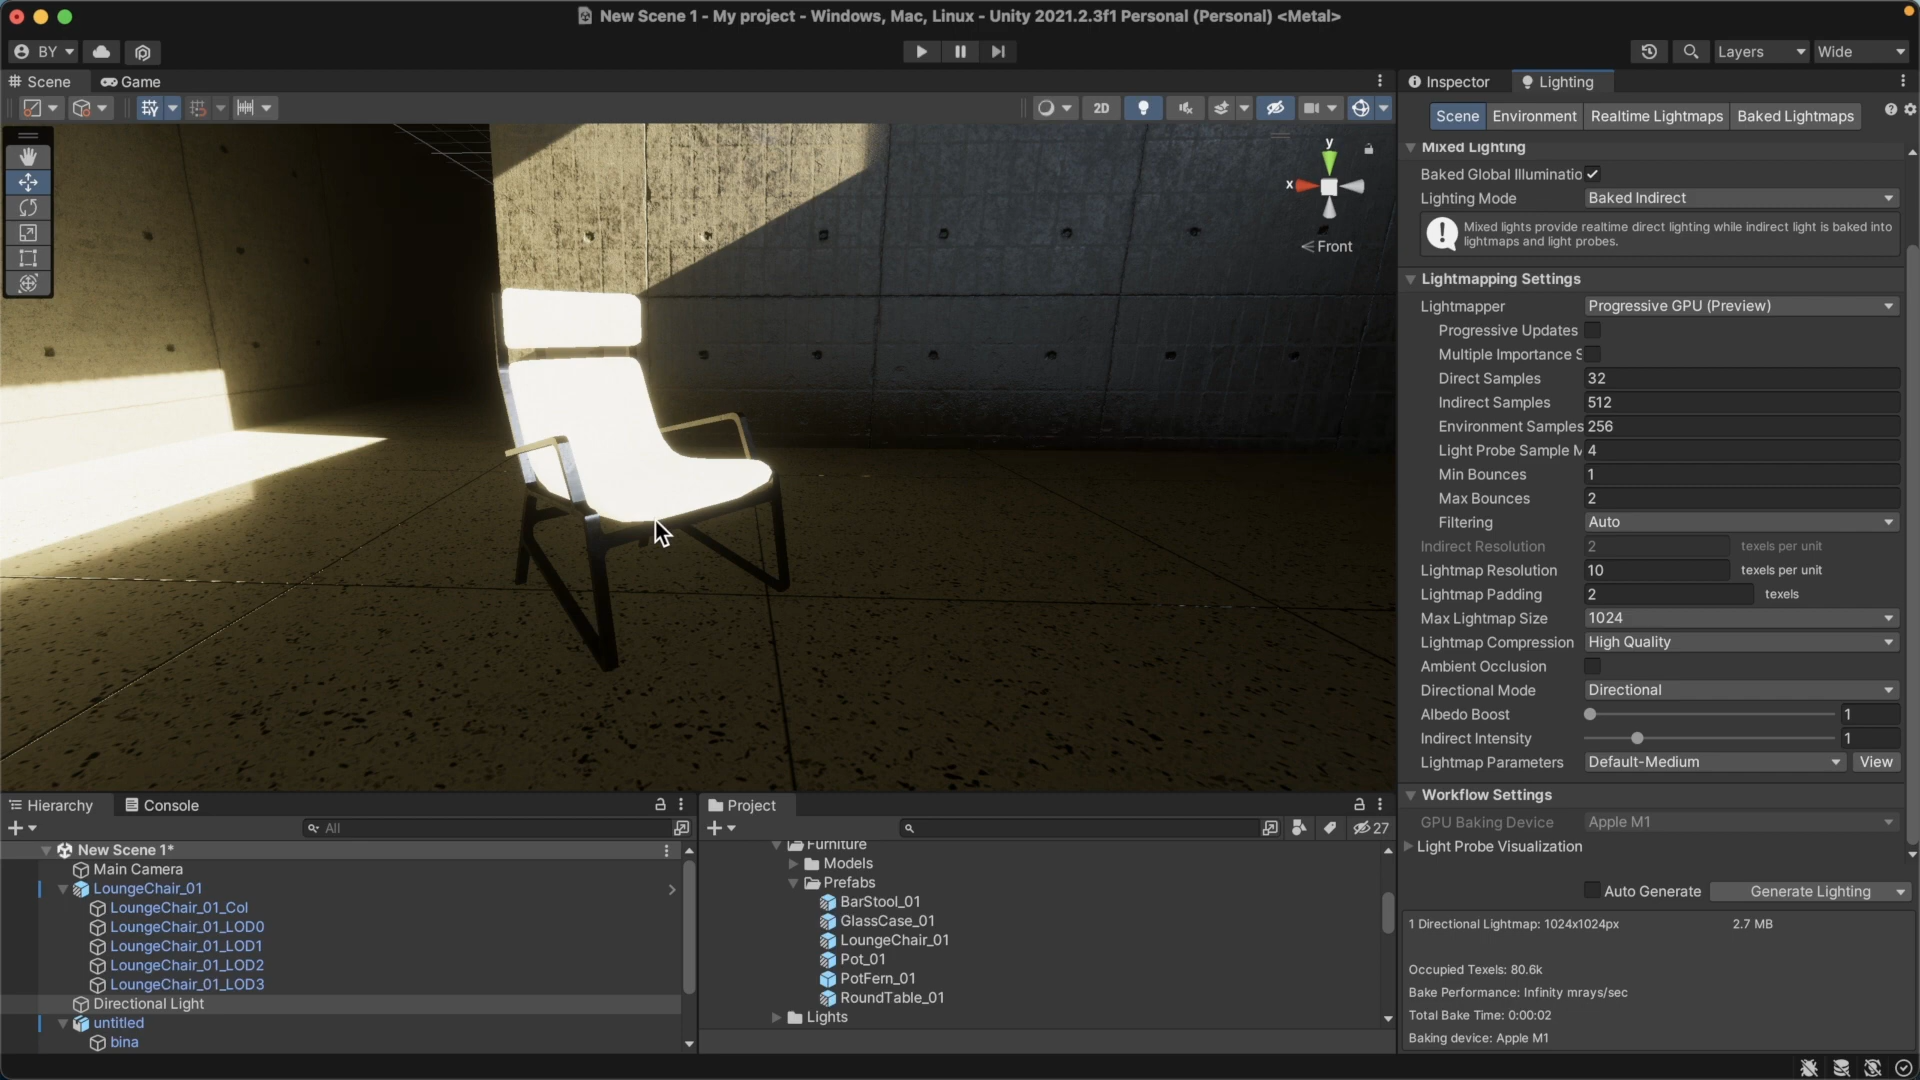 New Scene 1 - My project - Windows, Mac, Linux - Unity 2021.2.3f1 Personal (Personal) <Metal>
BY
Layers
Wide
Scene
Game
Inspector
Lighting
2D
Scene
Environment
Realtime Lightmaps
Baked Lightmaps
y
x
Front
Mixed Lighting
Baked Global Illuminatio
Lighting Mode
Baked Indirect
Mixed lights provide realtime direct lighting while indirect light is baked into
lightmaps and light probes.
Lightmapping Settings
Lightmapper
Progressive GPU (Preview)
Progressive Updates
Multiple Importance S
Direct Samples
32
Indirect Samples
512
Environment Samples
256
Light Probe Sample M
4
Min Bounces
1
Max Bounces
2
Filtering
Auto
Indirect Resolution
2
texels per unit
Lightmap Resolution
10
texels per unit
Lightmap Padding
2
texels
Max Lightmap Size
1024
Lightmap Compression
High Quality
Ambient Occlusion
Directional Mode
Directional
Albedo Boost
1
Indirect Intensity
1
Lightmap Parameters
Default-Medium
View
Workflow Settings
GPU Baking Device
Apple M1
Light Probe Visualization
Auto Generate
Generate Lighting
1 Directional Lightmap: 1024x1024px
2.7 MB
Occupied Texels: 80.6k
Bake Performance: Infinity mrays/sec
Total Bake Time: 0:00:02
Baking device: Apple M1
Hierarchy
Console
All
New Scene 1*
Main Camera
LoungeChair_01
LoungeChair_01_Col
LoungeChair_01_LOD0
LoungeChair_01_LOD1
LoungeChair_01_LOD2
LoungeChair_01_LOD3
Directional Light
untitled
bina
Project
27
Furniture
Models
Prefabs
BarStool_01
GlassCase_01
LoungeChair_01
Pot_01
PotFern_01
RoundTable_01
Lights